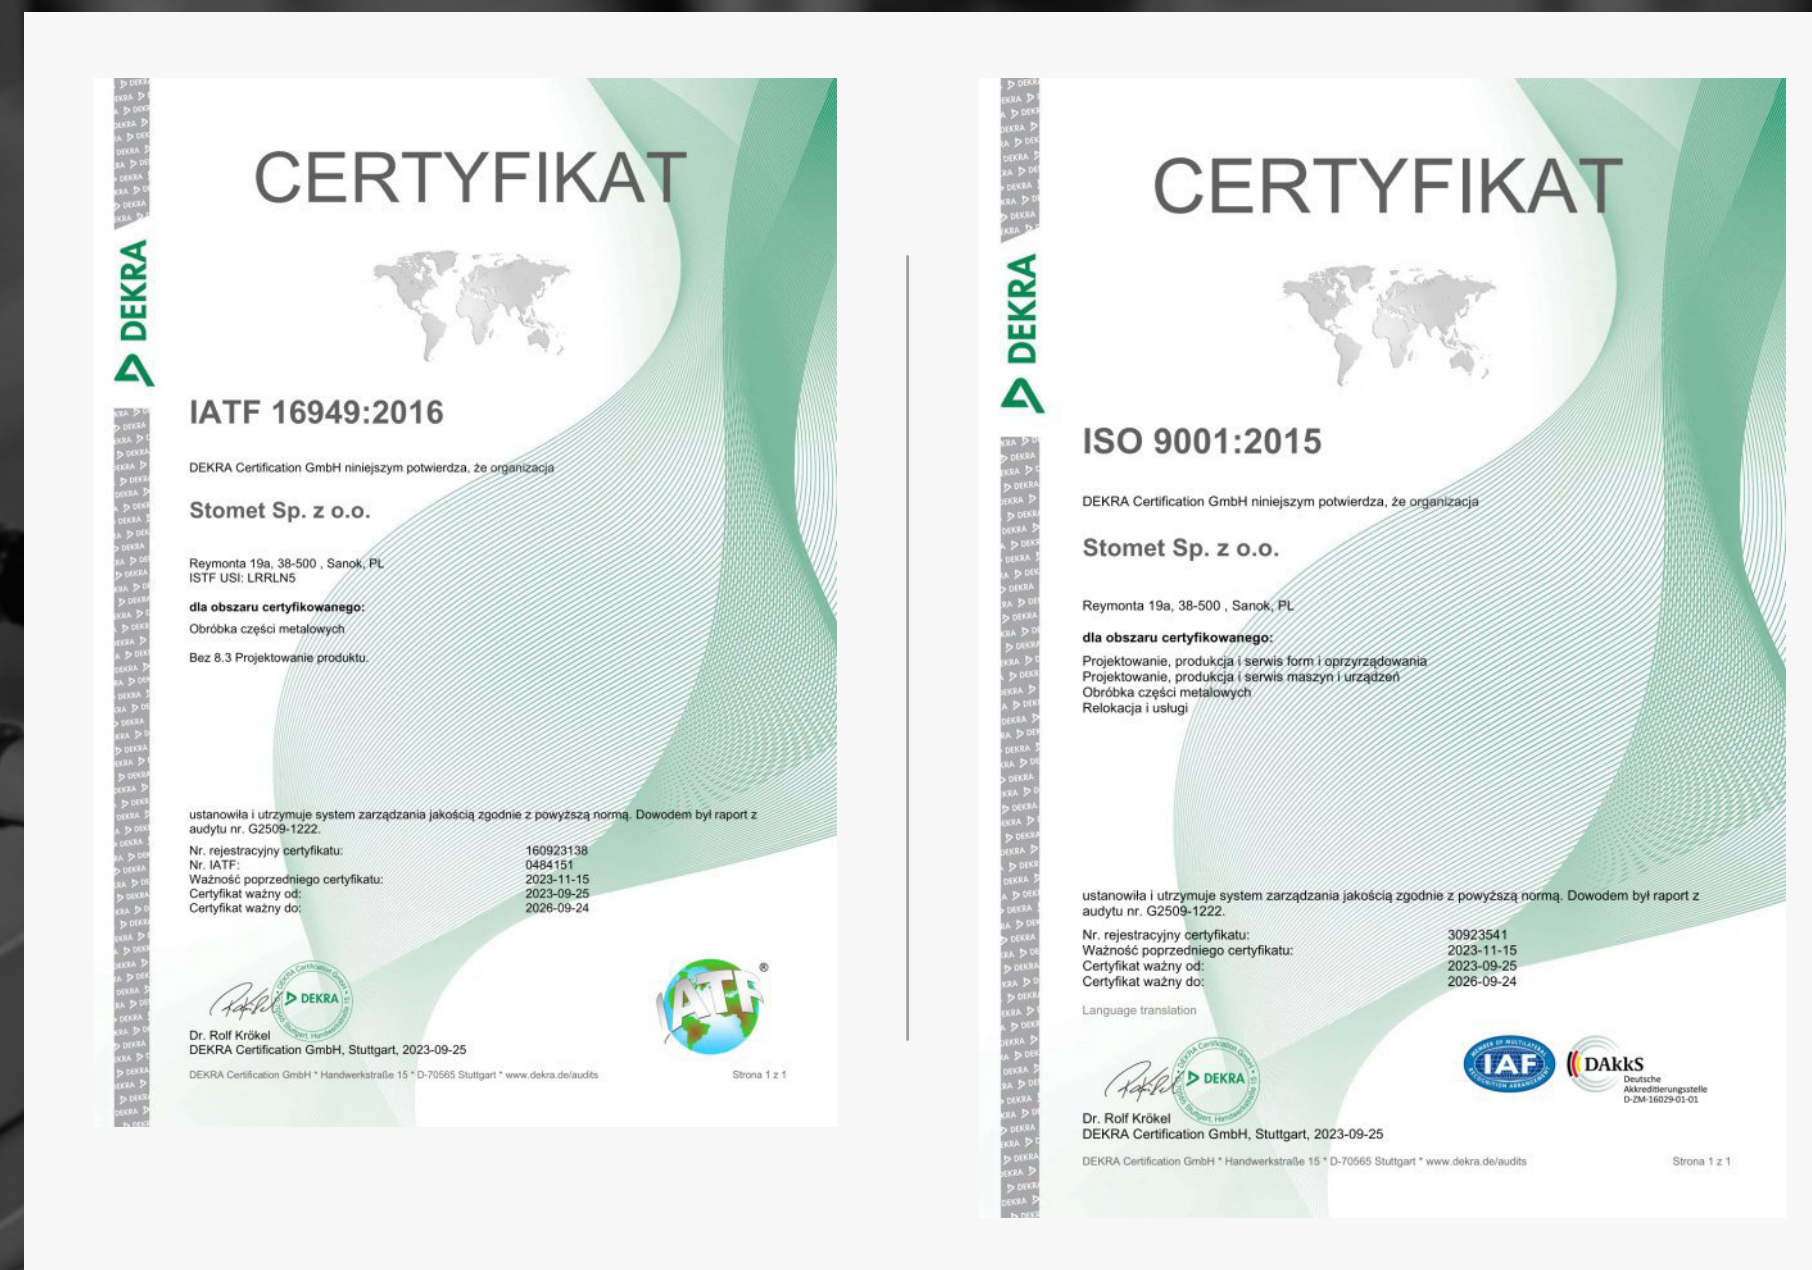 CERTYFIKAT
DEKRA
IATF 16949:2016
DEKRA Certification GmbH niniejszym potwierdza, że organizacja
Stomet Sp. z o.o.
Reymonta 19a, 38-500 , Sanok, PL
ISTF USI: LRRLN5
dla obszaru certyfikowanego:
Obróbka części metalowych
Bez 8.3 Projektowanie produktu.
ustanowiła i utrzymuje system zarządzania jakością zgodnie z powyższą normą. Dowodem był raport z
audytu nr. G2509-1222.
Nr. rejestracyjny certyfikatu: 160923138
Nr. IATF: 0484151
Ważność poprzedniego certyfikatu: 2023-11-15
Certyfikat ważny od: 2023-09-25
Certyfikat ważny do: 2026-09-24
DEKRA
IATF ®
Dr. Rolf Krökel
DEKRA Certification GmbH, Stuttgart, 2023-09-25
DEKRA Certification GmbH * Handwerkstraße 15 * D-70565 Stuttgart * www.dekra.de/audits
Strona 1 z 1
CERTYFIKAT
DEKRA
ISO 9001:2015
DEKRA Certification GmbH niniejszym potwierdza, że organizacja
Stomet Sp. z o.o.
Reymonta 19a, 38-500 , Sanok, PL
dla obszaru certyfikowanego:
Projektowanie, produkcja i serwis form i oprzyrządowania
Projektowanie, produkcja i serwis maszyn i urządzeń
Obróbka części metalowych
Relokacja i usługi
ustanowiła i utrzymuje system zarządzania jakością zgodnie z powyższą normą. Dowodem był raport z
audytu nr. G2509-1222.
Nr. rejestracyjny certyfikatu: 30923541
Ważność poprzedniego certyfikatu: 2023-11-15
Certyfikat ważny od: 2023-09-25
Certyfikat ważny do: 2026-09-24
Language translation
DEKRA
MEMBER OF MULTILATERAL
IAF
RECOGNITION ARRANGEMENT
DAkkS
Deutsche
Akkreditierungsstelle
D-ZM-16029-01-01
Dr. Rolf Krökel
DEKRA Certification GmbH, Stuttgart, 2023-09-25
DEKRA Certification GmbH * Handwerkstraße 15 * D-70565 Stuttgart * www.dekra.de/audits
Strona 1 z 1